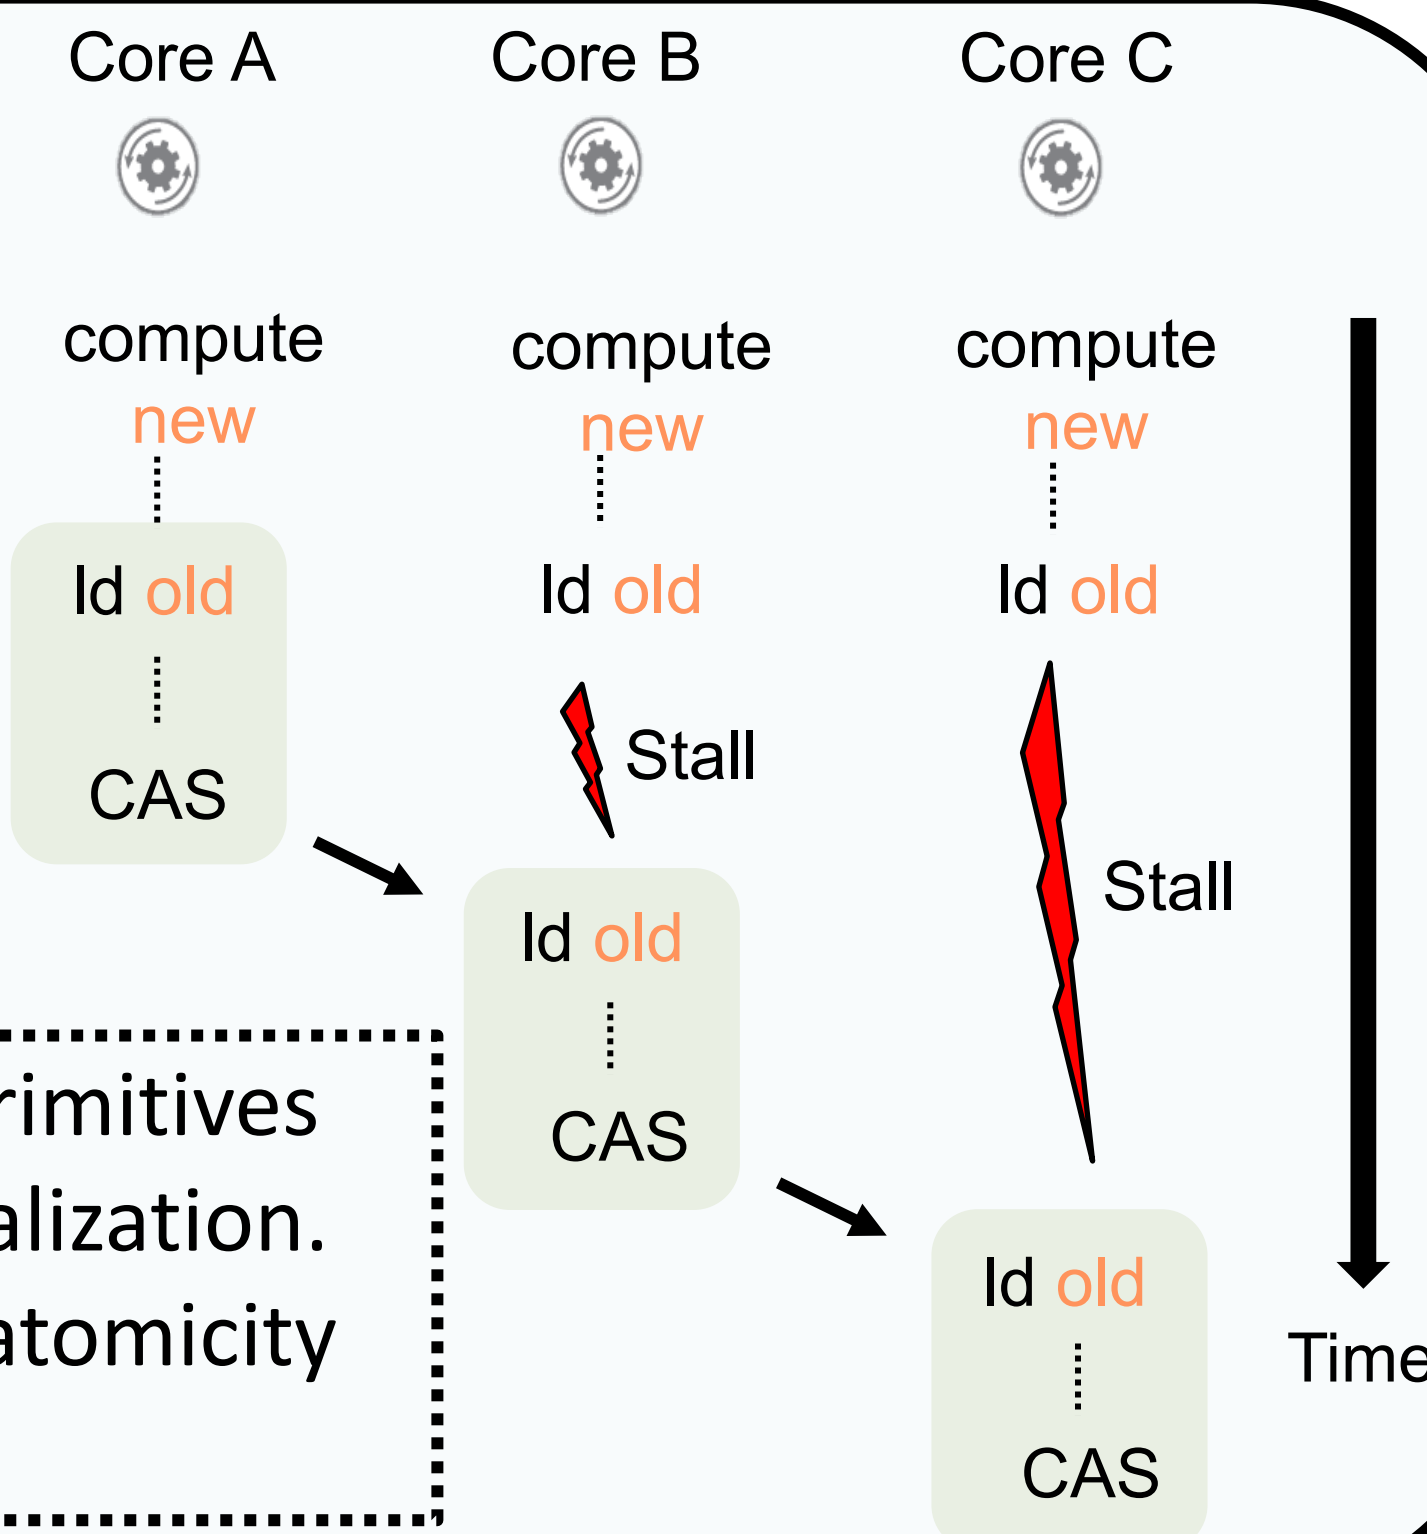 Core A
Core B
Core C
compute
new
compute
new
compute
new
ld old
ld old
ld old
CAS
Stall
Stall
ld old
CAS
rimitives
alization.
atomicity
ld old
CAS
Time